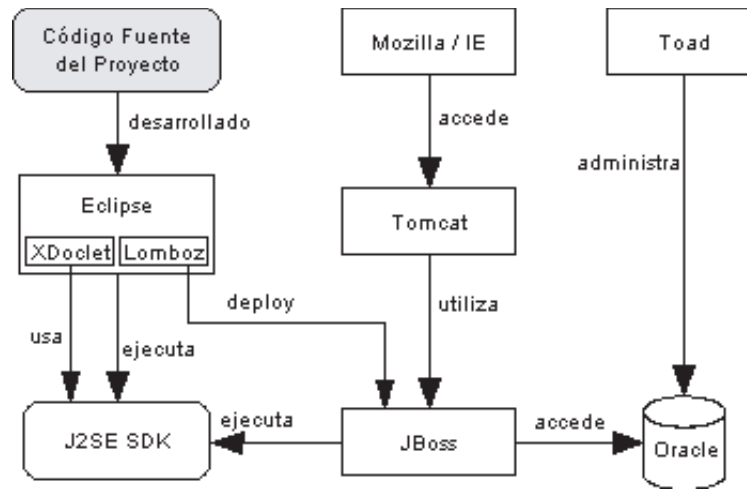 Código Fuente
del Proyecto
Mozilla / IE
Toad
desarrollado
accede
administra
Eclipse
XDoclet
Lomboz
Tomcat
deploy
utiliza
usa
ejecuta
J2SE SDK
ejecuta
JBoss
accede
Oracle